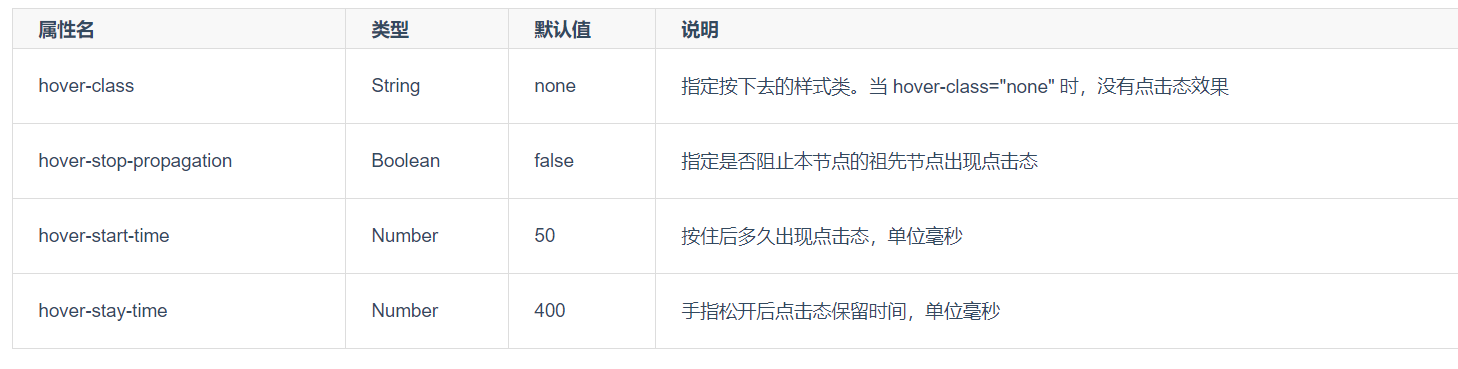 属性名 类型 默认值 说明
hover-class String none 指定按下去的样式类。当 hover-class="none" 时，没有点击态效果
hover-stop-propagation Boolean false 指定是否阻止本节点的祖先节点出现点击态
hover-start-time Number 50 按住后多久出现点击态，单位毫秒
hover-stay-time Number 400 手指松开后点击态保留时间，单位毫秒